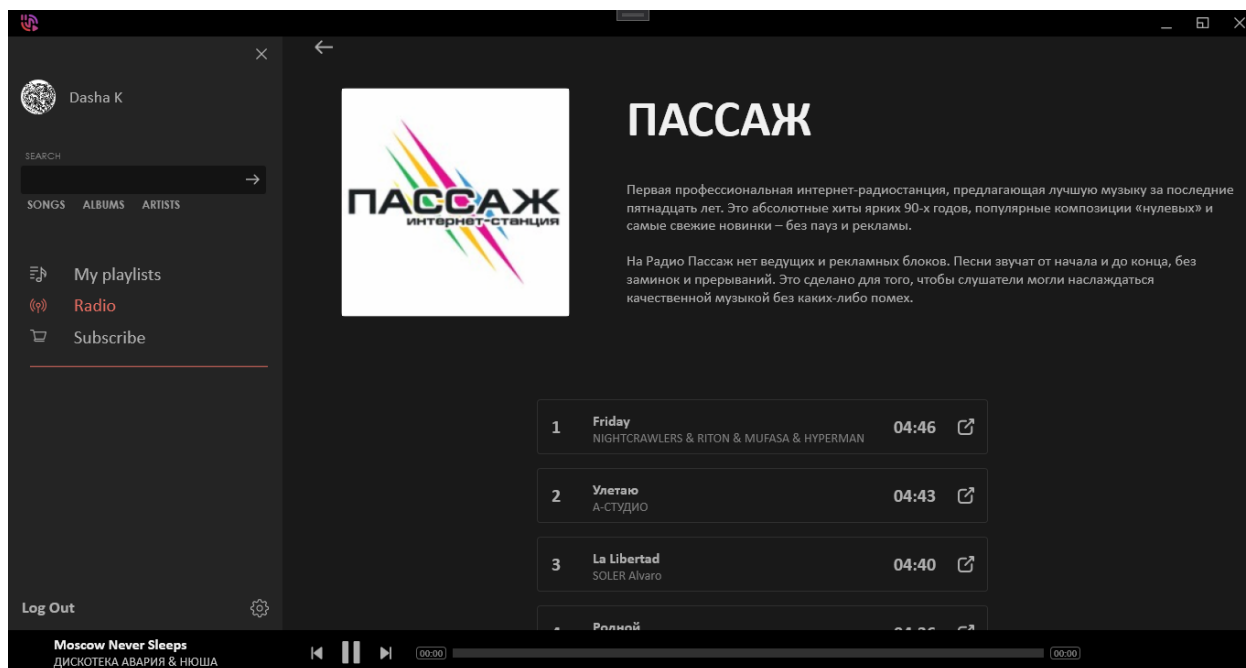 Dasha K
SEARCH
SONGS ALBUMS ARTISTS
My playlists
Radio
Subscribe
Log Out
ПАССАЖ
интернет-станция
ПАССАЖ
Первая профессиональная интернет-радиостанция, предлагающая лучшую музыку за последние
пятнадцать лет. Это абсолютные хиты ярких 90-х годов, популярные композиции «нулевых» и
самые свежие новинки – без пауз и рекламы.
На Радио Пассаж нет ведущих и рекламных блоков. Песни звучат от начала и до конца, без
заминок и прерываний. Это сделано для того, чтобы слушатели могли наслаждаться
качественной музыкой без каких-либо помех.
1 Friday 04:46
NIGHTCRAWLERS & RITON & MUFASA & HYPERMAN
2 Улетаю 04:43
А-СТУДИО
3 La Libertad 04:40
SOLER Alvaro
Родной
Moscow Never Sleeps
ДИСКОТЕКА АВАРИЯ & НЮША
00:00 00:00